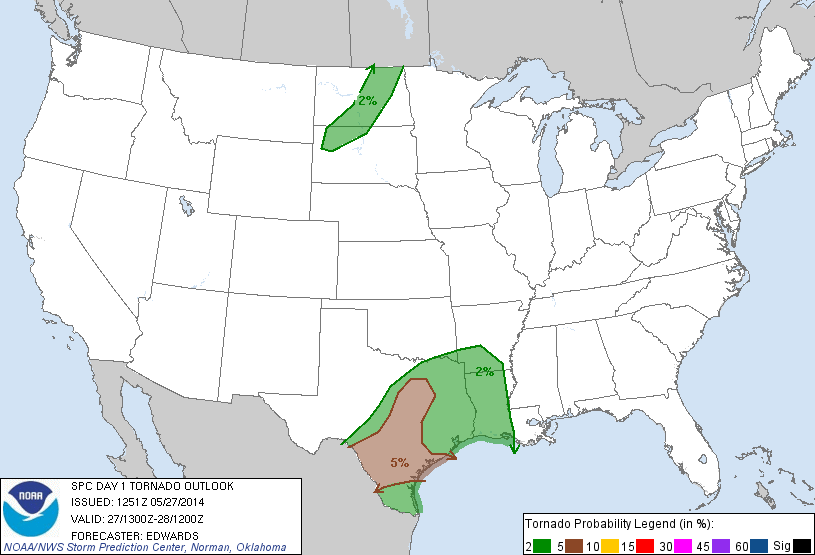 2%
2%
5%
NOAA
SPC DAY 1 TORNADO OUTLOOK
ISSUED: 1251Z 05/27/2014
VALID: 27/1300Z-28/1200Z
FORECASTER: EDWARDS
NOAA/NWS Storm Prediction Center, Norman, Oklahoma
Tornado Probability Legend (in %):
2 5 10 15 30 45 60 Sig